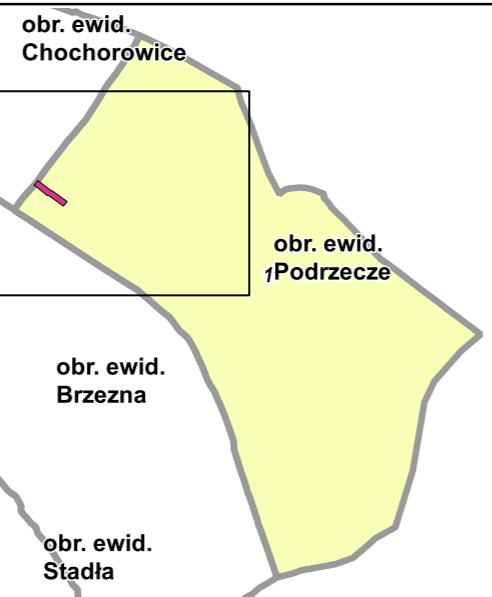 obr. ewid.
Chochorowice
obr. ewid.
1Podrzecze
obr. ewid.
Brzezna
obr. ewid.
Stadła